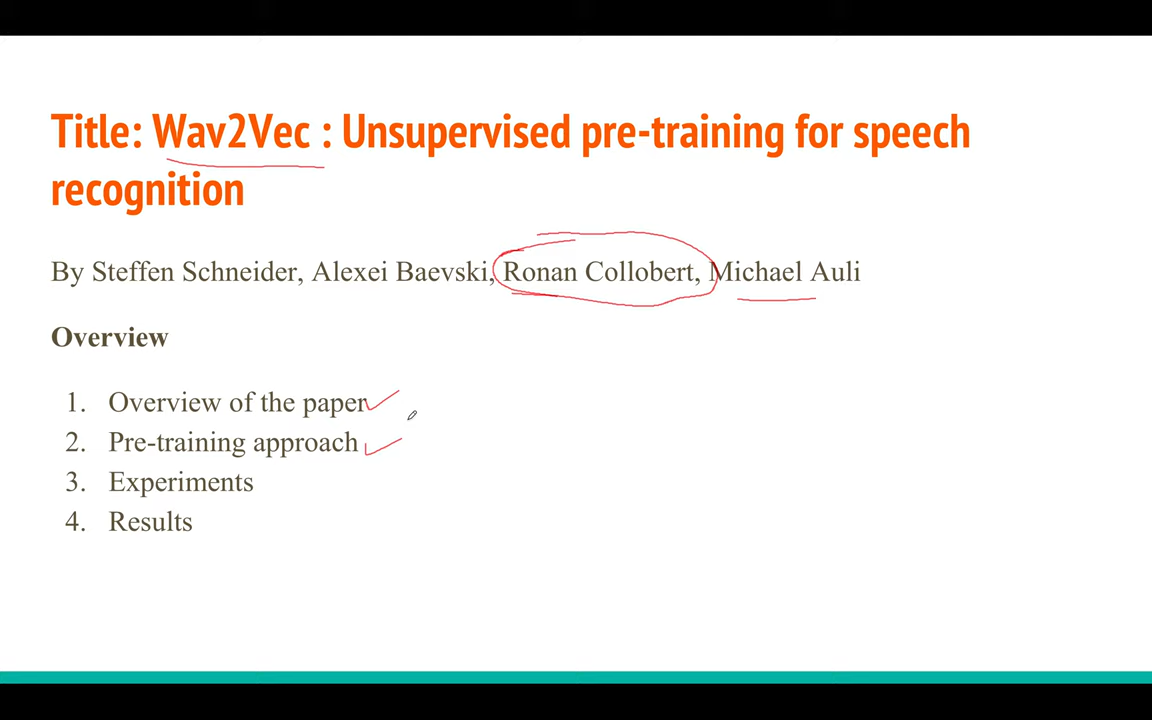 Title: Wav2Vec : Unsupervised pre-training for speech
recognition
By Steffen Schneider, Alexei Baevski, Ronan Collobert, Michael Auli
Overview
1. Overview of the paper
2. Pre-training approach
3. Experiments
4. Results